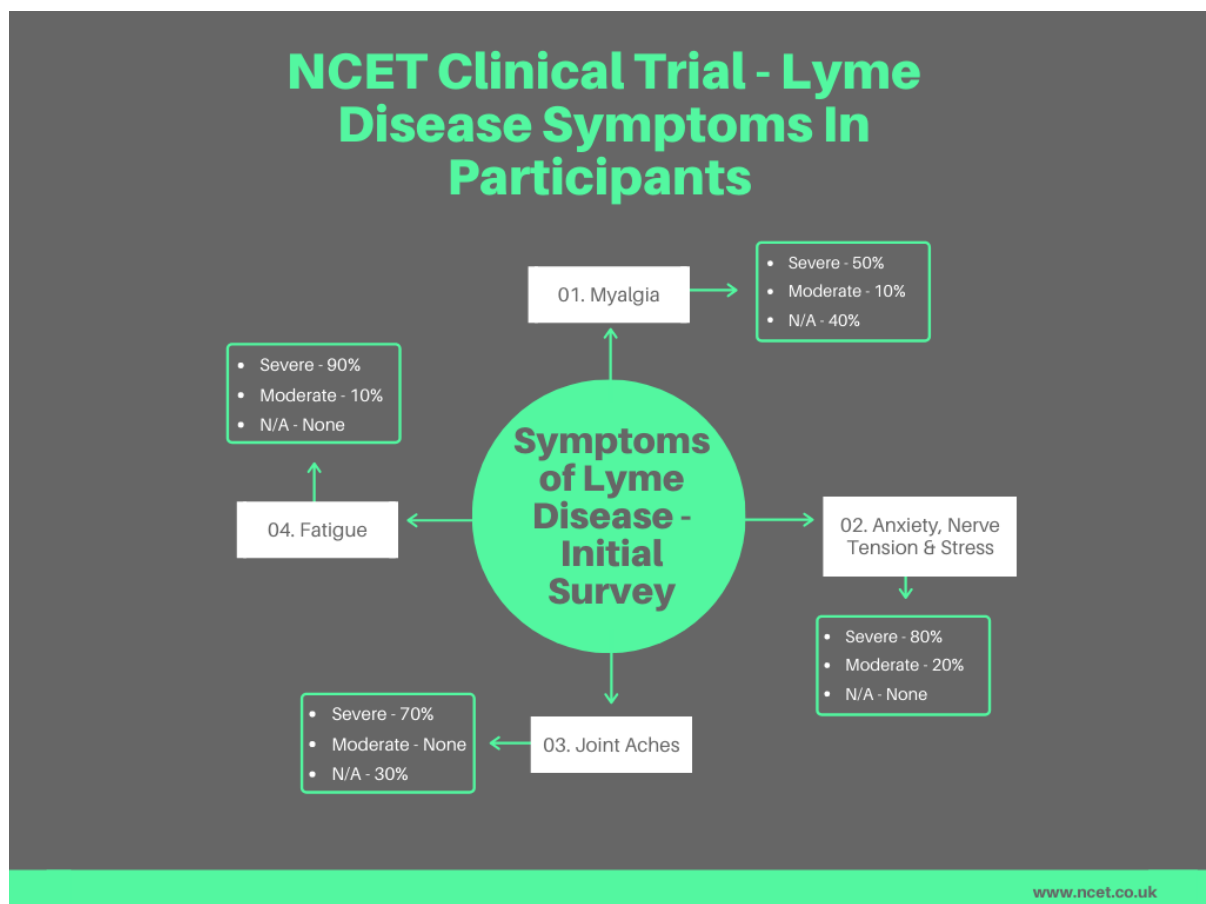 NCET Clinical Trial - Lyme
Disease Symptoms In
Participants
01. Myalgia
• Severe - 50%
• Moderate - 10%
• N/A - 40%
Symptoms
of Lyme
Disease -
Initial
Survey
02. Anxiety, Nerve
Tension & Stress
• Severe - 80%
• Moderate - 20%
• N/A - None
03. Joint Aches
• Severe - 70%
• Moderate - None
• N/A - 30%
04. Fatigue
• Severe - 90%
• Moderate - 10%
• N/A - None
www.ncet.co.uk